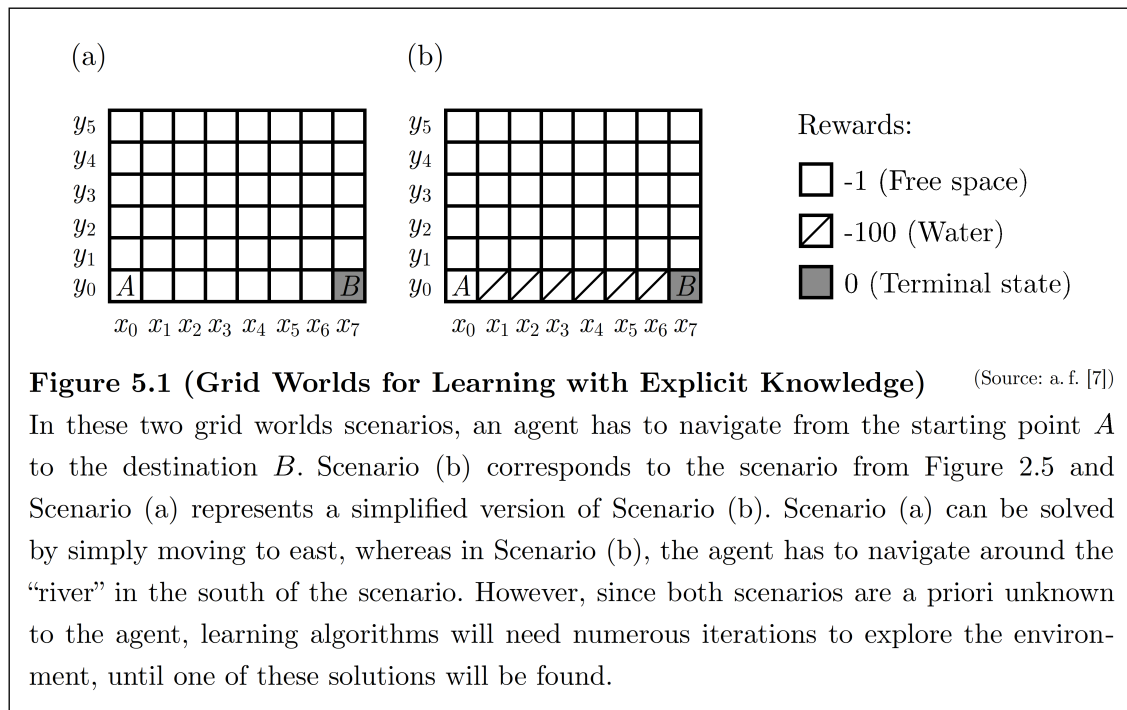 (a)
(b)
y5
y4
y3
y2
y1
y0
A
B
x0 x1 x2 x3 x4 x5 x6 x7
y5
y4
y3
y2
y1
y0
A
B
x0 x1 x2 x3 x4 x5 x6 x7
Rewards:
-1 (Free space)
-100 (Water)
0 (Terminal state)
Figure 5.1 (Grid Worlds for Learning with Explicit Knowledge) (Source: a. f. [7])
In these two grid worlds scenarios, an agent has to navigate from the starting point A
to the destination B. Scenario (b) corresponds to the scenario from Figure 2.5 and
Scenario (a) represents a simplified version of Scenario (b). Scenario (a) can be solved
by simply moving to east, whereas in Scenario (b), the agent has to navigate around the
“river” in the south of the scenario. However, since both scenarios are a priori unknown
to the agent, learning algorithms will need numerous iterations to explore the environ-
ment, until one of these solutions will be found.